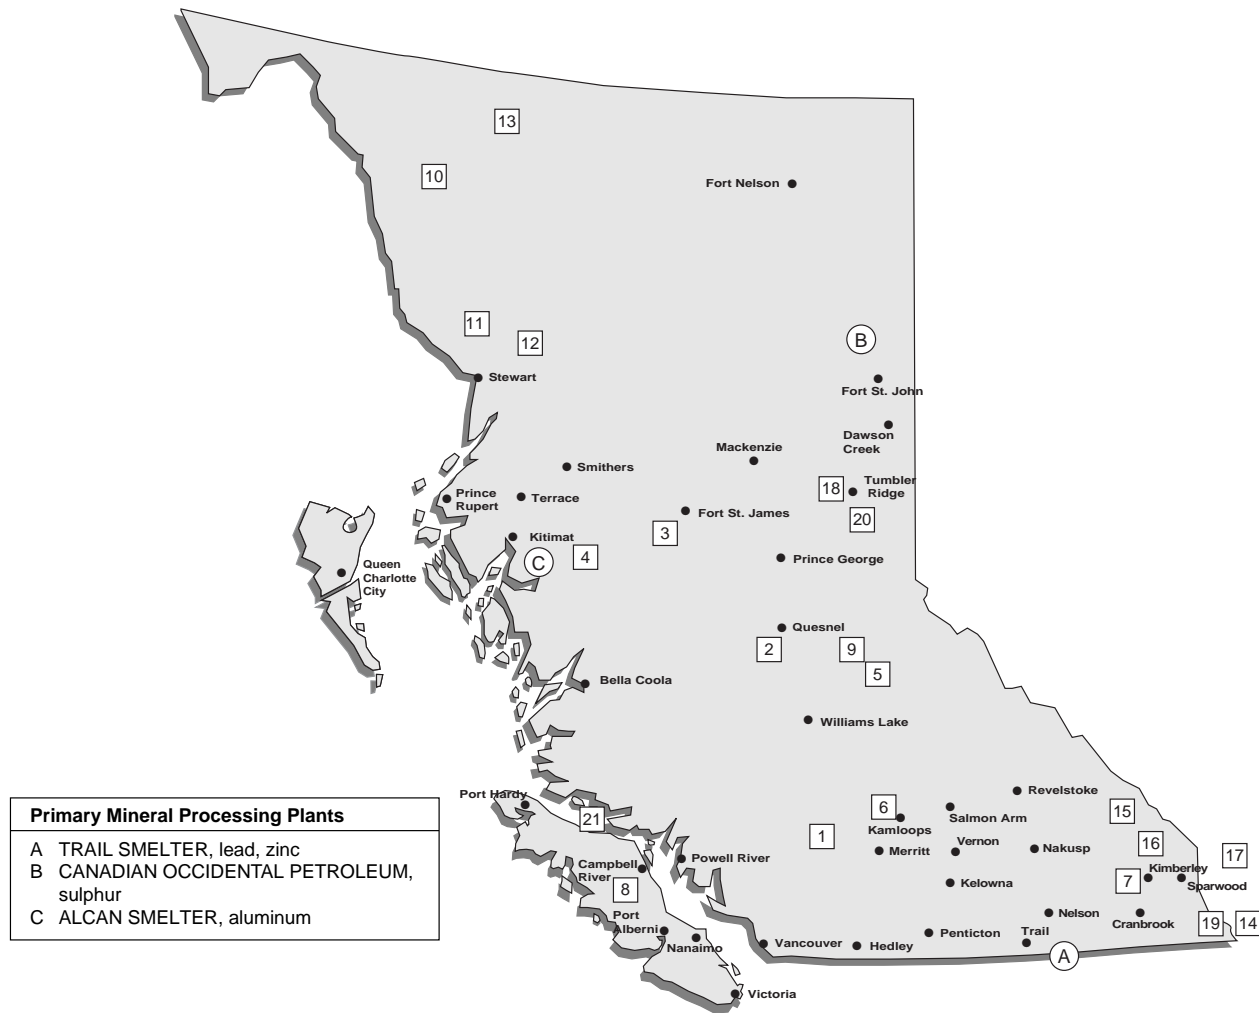 13
10
Fort Nelson
11
12
B
Stewart
Fort St. John
Dawson
Creek
Mackenzie
Smithers
Tumbler
Ridge
18
Prince
Rupert
Terrace
Fort St. James
20
3
Kitimat
4
C
Prince George
Queen
Charlotte
City
Quesnel
2
9
5
Bella Coola
Williams Lake
Port Hardy
Revelstoke
6
Salmon Arm
15
21
Kamloops
1
Vernon
Nakusp
16
Merritt
17
Powell River
Campbell
River
Kimberley
7
Sparwood
Kelowna
8
Port
Alberni
Nelson
Cranbrook
19
14
Penticton
Trail
Vancouver
Hedley
Nanaimo
A
Victoria
Primary Mineral Processing Plants
A TRAIL SMELTER, lead, zinc
B CANADIAN OCCIDENTAL PETROLEUM,
sulphur
C ALCAN SMELTER, aluminum